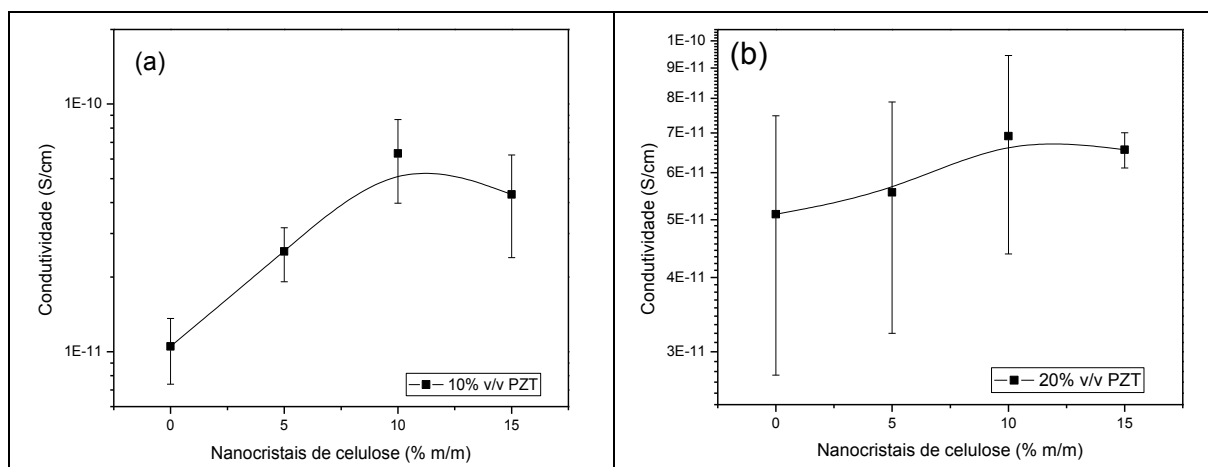 (a)
Condutividade (S/cm)
1E-10
1E-11
0 5 10 15
Nanocristais de celulose (% m/m)
10% v/v PZT
(b)
Condutividade (S/cm)
1E-10
9E-11
8E-11
7E-11
6E-11
5E-11
4E-11
3E-11
0 5 10 15
Nanocristais de celulose (% m/m)
20% v/v PZT